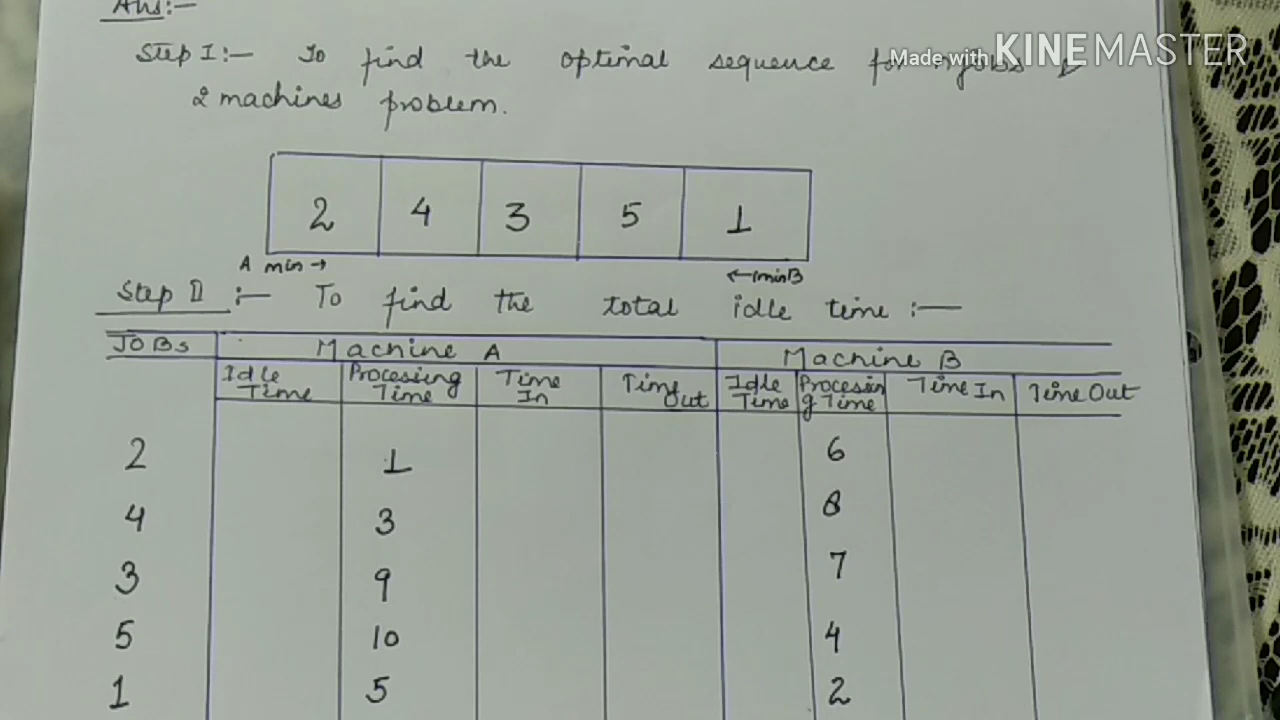 Ans:-
Made with KINEMASTER
Step I:- To find the optimal sequence for
2 machines problem.
2 4 3 5 1
A min → ← min B
Step II :- To find the total idle time :-
JOBs Machine A Machine B
Idle Time Procesing Time Time In Time Out Idle Time Procesing Time Time In Time Out
2 1 6
4 3 8
3 9 7
5 10 4
1 5 2